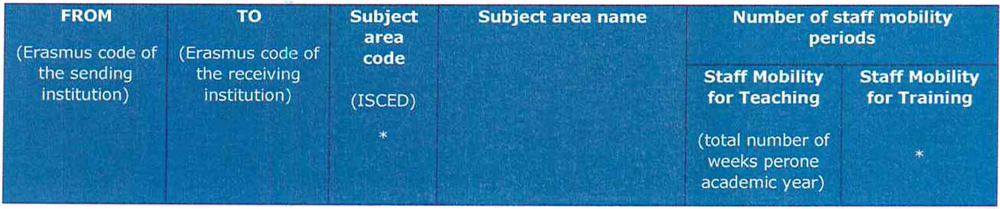 FROM
(Erasmus code of
the sending
institution)
TO
(Erasmus code of
the receiving
institution)
Subject
area
code
(ISCED)
*
Subject area name
Number of staff mobility
periods
Staff Mobility
for Teaching
(total number of
weeks perone
academic year)
Staff Mobility
for Training
*